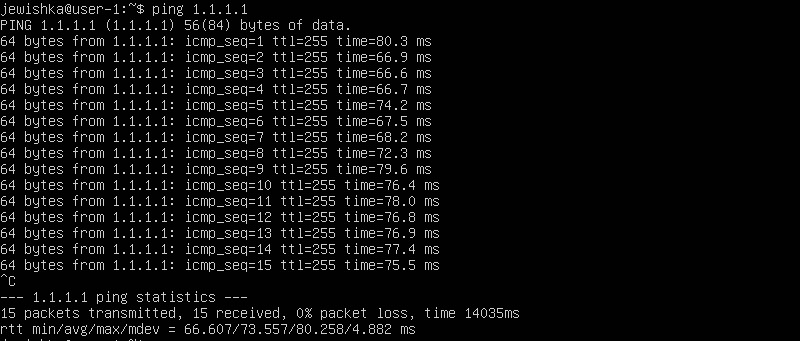 jewishka@user-1:~$ ping 1.1.1.1
PING 1.1.1.1 (1.1.1.1) 56(84) bytes of data.
64 bytes from 1.1.1.1: icmp_seq=1 ttl=255 time=80.3 ms
64 bytes from 1.1.1.1: icmp_seq=2 ttl=255 time=66.9 ms
64 bytes from 1.1.1.1: icmp_seq=3 ttl=255 time=66.6 ms
64 bytes from 1.1.1.1: icmp_seq=4 ttl=255 time=66.7 ms
64 bytes from 1.1.1.1: icmp_seq=5 ttl=255 time=74.2 ms
64 bytes from 1.1.1.1: icmp_seq=6 ttl=255 time=67.5 ms
64 bytes from 1.1.1.1: icmp_seq=7 ttl=255 time=68.2 ms
64 bytes from 1.1.1.1: icmp_seq=8 ttl=255 time=72.3 ms
64 bytes from 1.1.1.1: icmp_seq=9 ttl=255 time=79.6 ms
64 bytes from 1.1.1.1: icmp_seq=10 ttl=255 time=76.4 ms
64 bytes from 1.1.1.1: icmp_seq=11 ttl=255 time=78.0 ms
64 bytes from 1.1.1.1: icmp_seq=12 ttl=255 time=76.8 ms
64 bytes from 1.1.1.1: icmp_seq=13 ttl=255 time=76.9 ms
64 bytes from 1.1.1.1: icmp_seq=14 ttl=255 time=77.4 ms
64 bytes from 1.1.1.1: icmp_seq=15 ttl=255 time=75.5 ms
^C
--- 1.1.1.1 ping statistics ---
15 packets transmitted, 15 received, 0% packet loss, time 14035ms
rtt min/avg/max/mdev = 66.607/73.557/80.258/4.882 ms